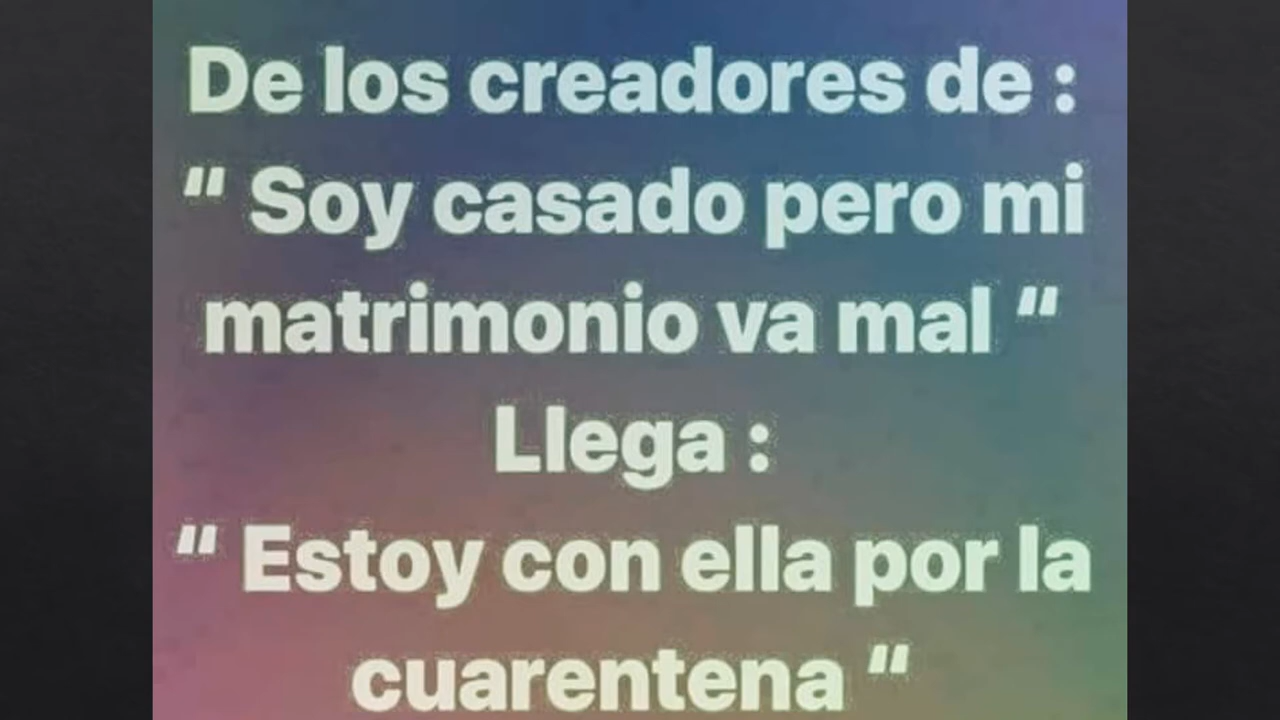 De los creadores de :
“ Soy casado pero mi
matrimonio va mal “
Llega :
“ Estoy con ella por la
cuarentena “